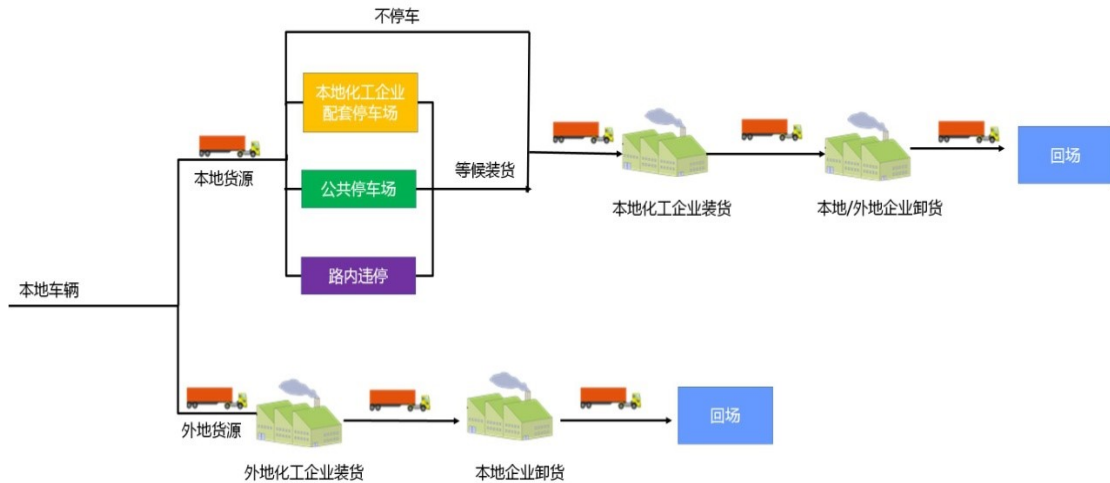 不停车
本地化工企业
配套停车场
本地货源
公共停车场
等候装货
路内违停
本地化工企业装货
本地/外地企业卸货
回场
本地车辆
外地货源
外地化工企业装货
本地企业卸货
回场